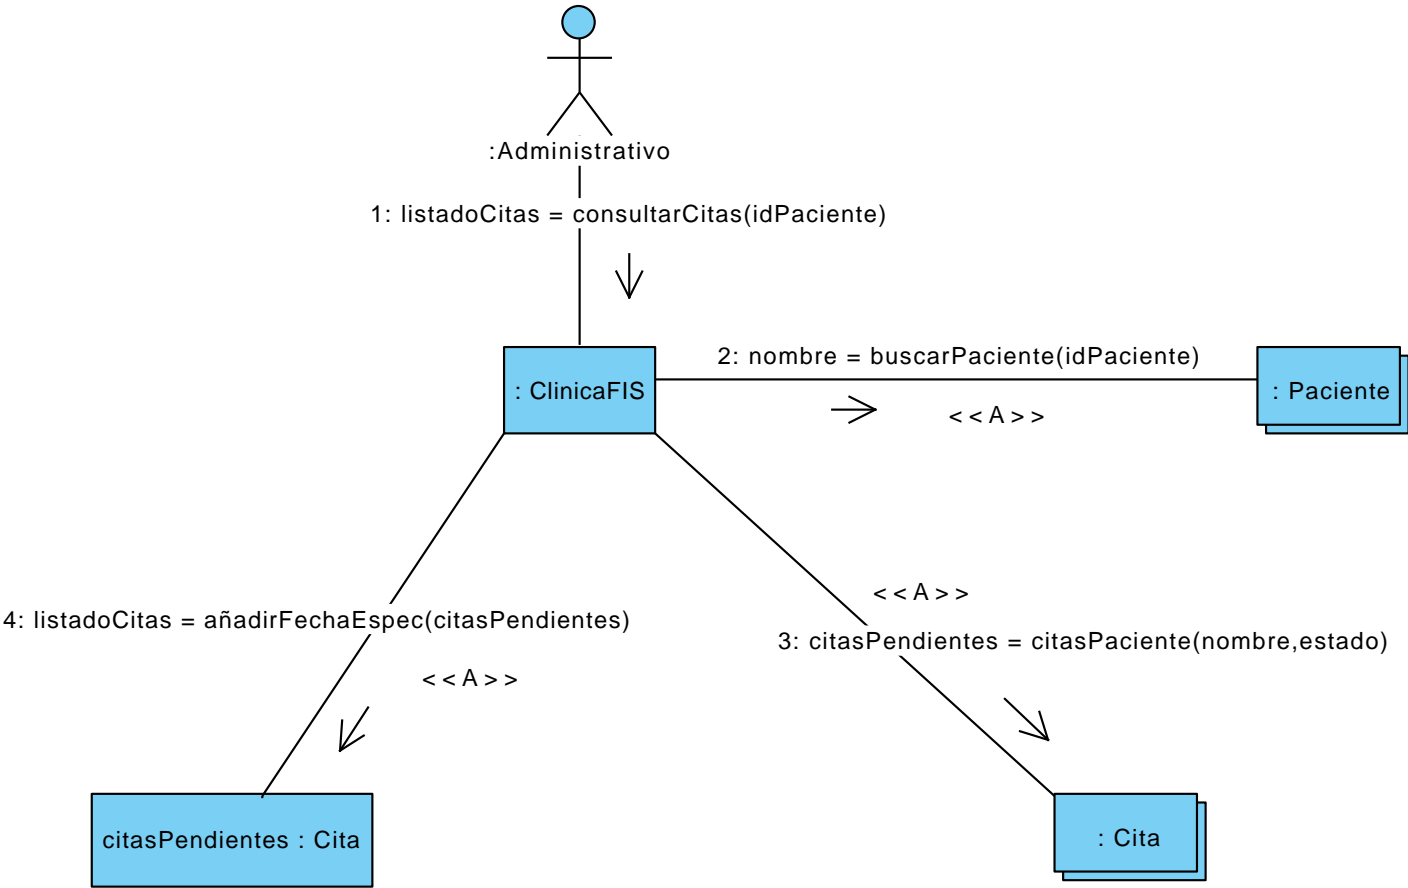 :Administrativo
1: listadoCitas = consultarCitas(idPaciente)
2: nombre = buscarPaciente(idPaciente)
: ClinicaFIS
: Paciente
<<A>>
<<A>>
4: listadoCitas = añadirFechaEspec(citasPendientes)
3: citasPendientes = citasPaciente(nombre,estado)
<<A>>
citasPendientes : Cita
: Cita